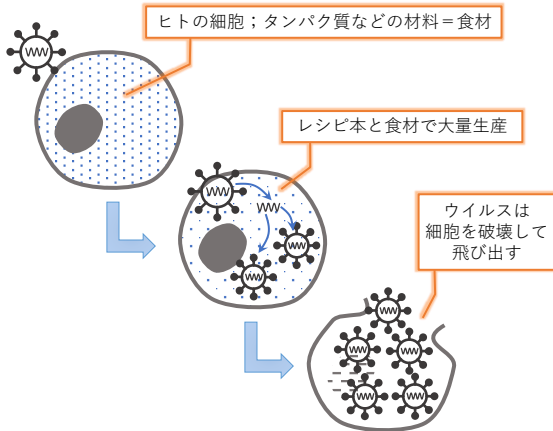 ヒトの細胞；タンパク質などの材料＝食材
レシピ本と食材で大量生産
ウイルスは
細胞を破壊して
飛び出す